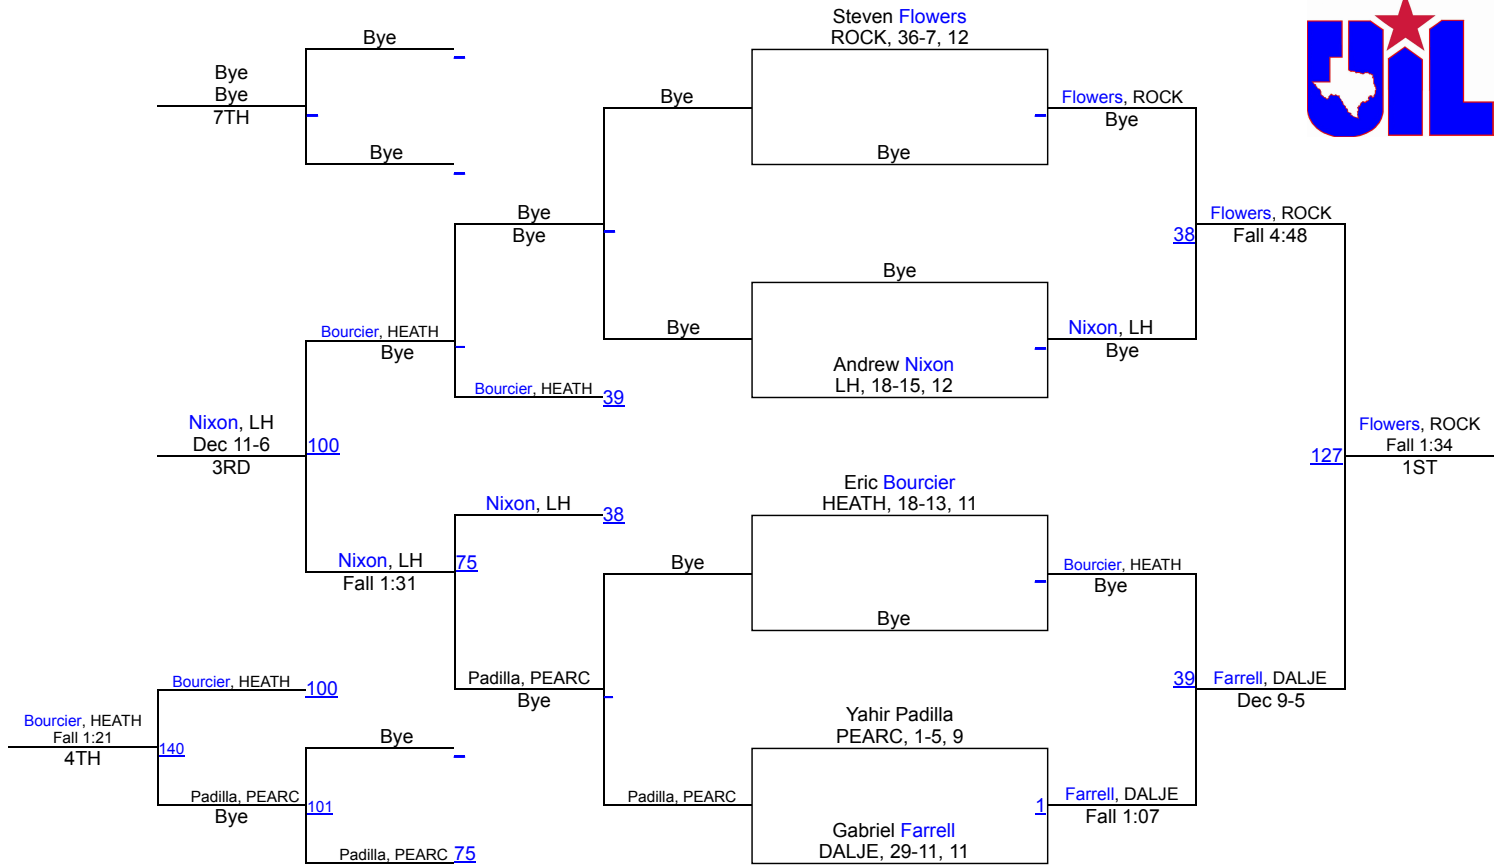 Steven Flowers
ROCK, 36-7, 12
UIL
Bye
Bye
Bye
7TH
Bye
Bye
Flowers, ROCK
Bye
Bye
Bye
Bye
Flowers, ROCK
38
Fall 4:48
Bye
Bourcier, HEATH
Bye
Bye
Nixon, LH
Bye
Andrew Nixon
LH, 18-15, 12
Bourcier, HEATH 39
Nixon, LH
Dec 11-6
3RD
100
Flowers, ROCK
Fall 1:34
1ST
127
Eric Bourcier
HEATH, 18-13, 11
Nixon, LH 38
Nixon, LH
Fall 1:31
75
Bye
Bourcier, HEATH
Bye
Bye
Bourcier, HEATH 100
Padilla, PEARC
Bye
39
Farrell, DALJE
Dec 9-5
Bourcier, HEATH
Fall 1:21
4TH
140
Bye
Yahir Padilla
PEARC, 1-5, 9
Padilla, PEARC
Bye
101
Padilla, PEARC
1
Farrell, DALJE
Fall 1:07
Gabriel Farrell
DALJE, 29-11, 11
Padilla, PEARC 75